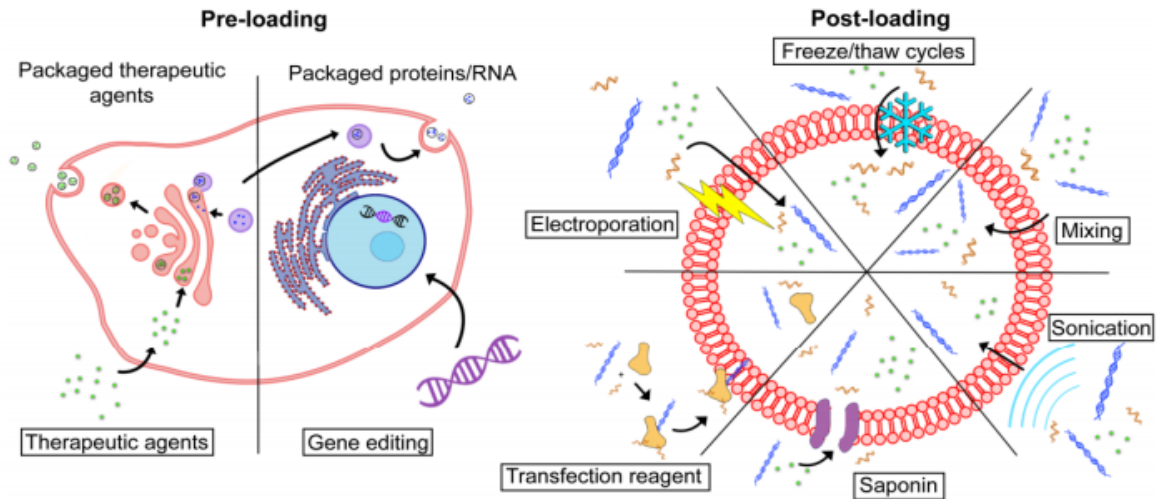 Pre-loading
Packaged therapeutic
agents
Packaged proteins/RNA
Therapeutic agents
Gene editing
Post-loading
Freeze/thaw cycles
Electroporation
Mixing
Sonication
+
Transfection reagent
Saponin